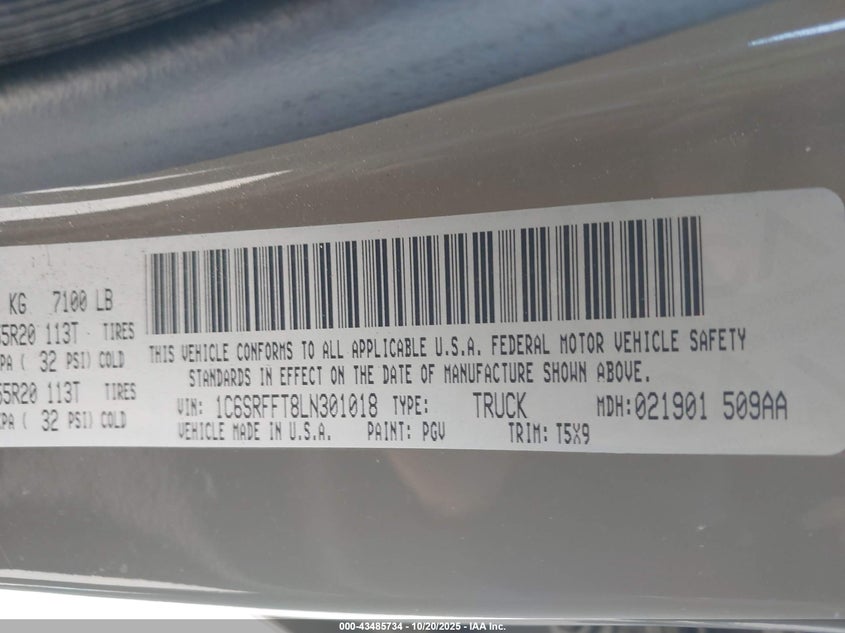 KG 7100 LB
55R20 113T TIRES
PA ( 32 PSI) COLD
55R20 113T TIRES
PA ( 32 PSI) COLD
THIS VEHICLE CONFORMS TO ALL APPLICABLE U.S.A. FEDERAL MOTOR VEHICLE SAFETY
STANDARDS IN EFFECT ON THE DATE OF MANUFACTURE SHOWN ABOVE.
VIN: 1C6SRFFT8LN301018 TYPE: TRUCK MDH:021901 509AA
VEHICLE MADE IN U.S.A. PAINT: PGV TRIM: T5X9
000-43485734 - 10/20/2025 - IAA Inc.